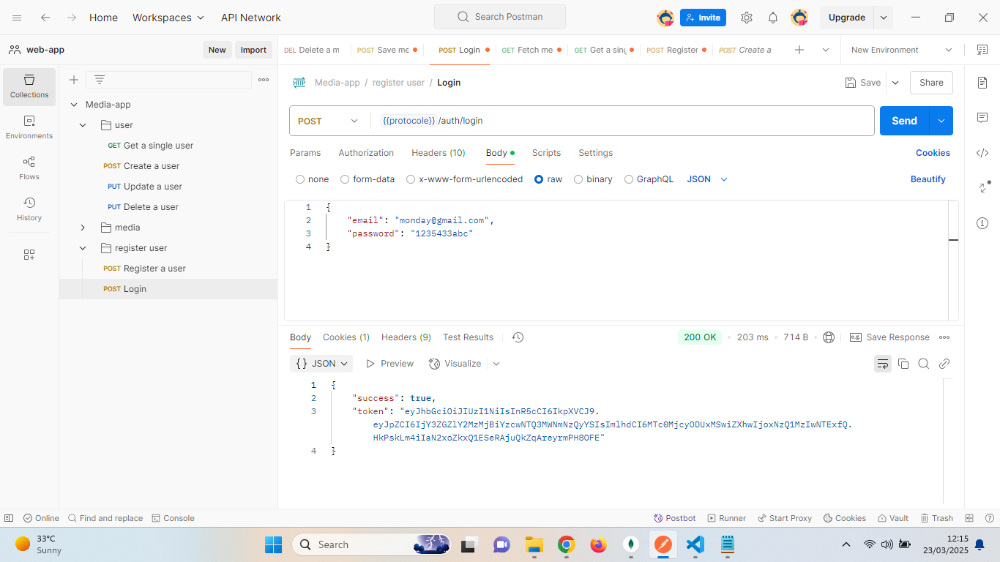 Home Workspaces API Network Search Postman Invite Upgrade
web-app New Import DEL Delete a m POST Save me POST Login GET Fetch me GET Get a sing POST Register POST Create a New Environment
Collections
Environments
Flows
History
Media-app
user
GET Get a single user
POST Create a user
PUT Update a user
PUT Delete a user
media
register user
POST Register a user
POST Login
HTTP Media-app / register user / Login Save Share
POST {{protocole}} /auth/login Send
Params Authorization Headers (10) Body Scripts Settings Cookies
none form-data x-www-form-urlencoded raw binary GraphQL JSON Beautify
1 {
2 "email": "monday@gmail.com",
3 "password": "1235433abc"
4 }
Body Cookies (1) Headers (9) Test Results 200 OK 203 ms 714 B e.g. Save Response
{} JSON Preview Visualize
1 {
2 "success": true,
3 "token": "eyJhbGciOiJIUzI1NiIsInR5cCI6IkpXVCJ9.
eyJpZCI6IjY3ZGZlY2MzMjBiYzcwNTQ3MWNmNzQyYSIsImlhdCI6MTc0MjcyODUxMSwiZXhwIjoxNzQ1MzIwNTExfQ.
HkPskLm4iIaN2xoZkxQ1ESeRAjuQkZqAreyrmPH8OFE"
4 }
Online Find and replace Console Postbot Runner Start Proxy Cookies Vault Trash
33°C
Sunny
Search
12:15
23/03/2025